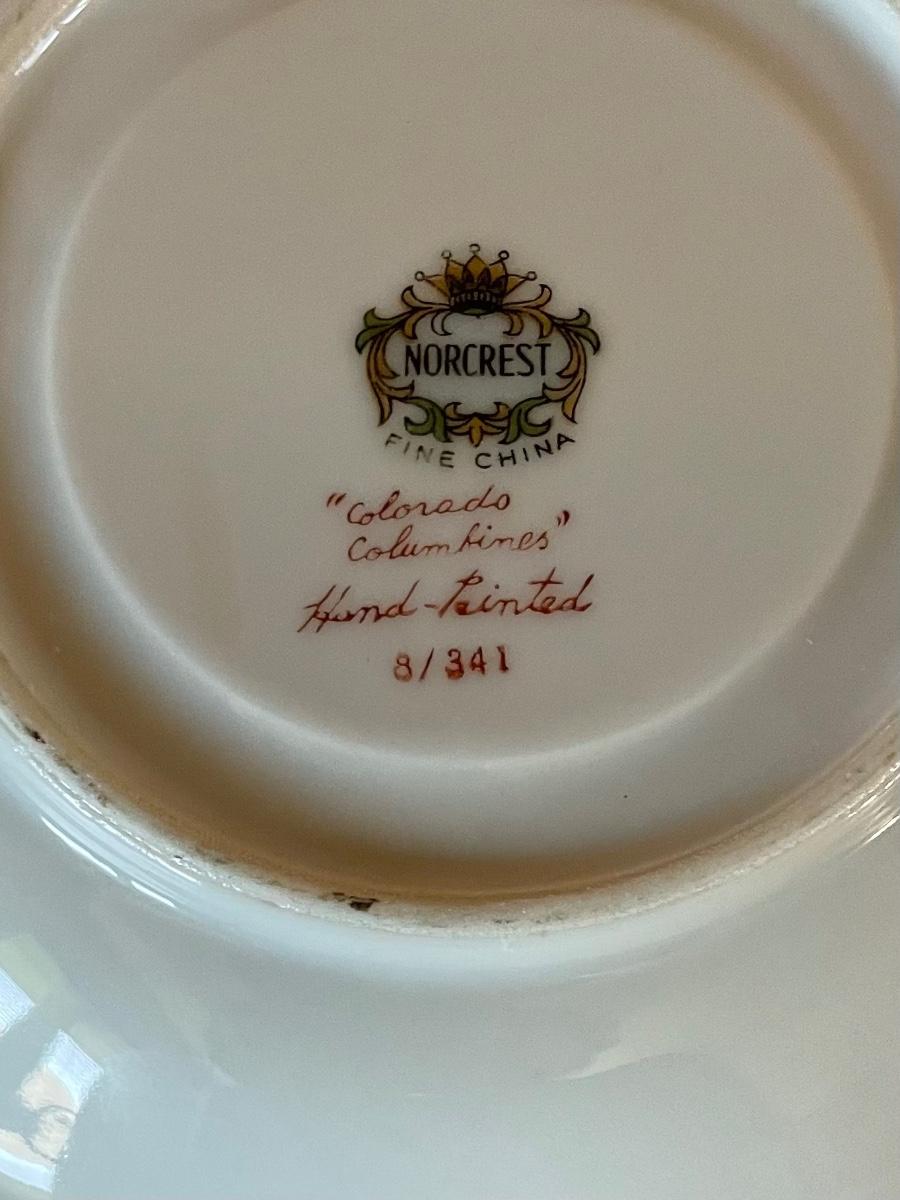 NORCREST
FINE CHINA
"Colorado
Columbines"
Hand-Painted
8/341